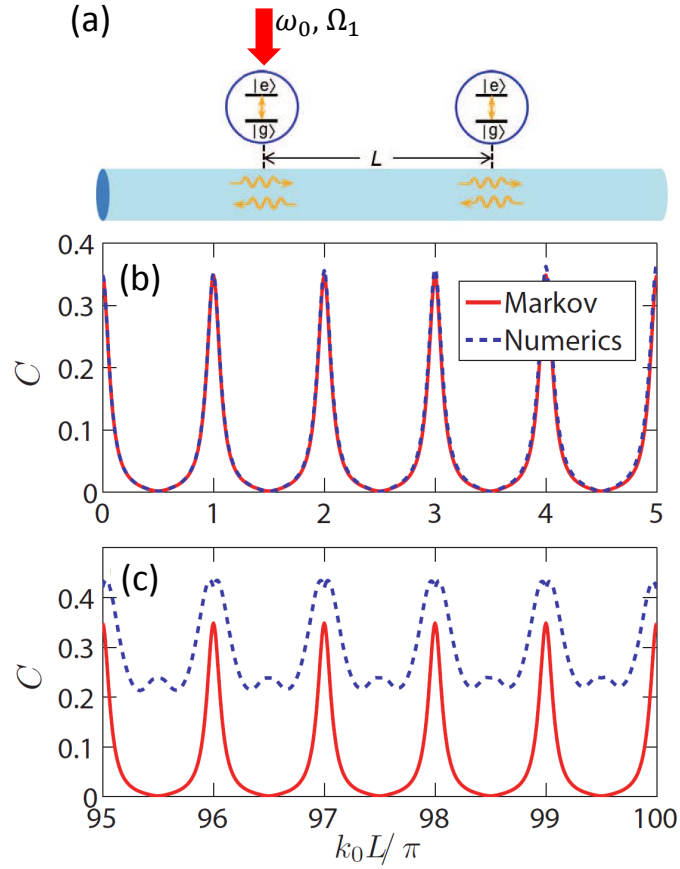 (a)
ω₀, Ω₁
|e⟩ |e⟩
|g⟩ |g⟩
L
0.4
(b)
Markov
Numerics
0.3
C
0.2
0.1
0
0 1 2 3 4 5
(c)
0.4
0.3
C
0.2
0.1
0
95 96 97 98 99 100
k₀L/ π